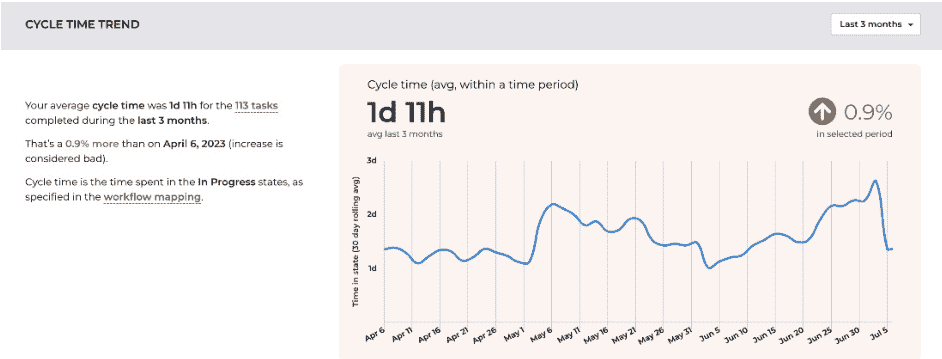 CYCLE TIME TREND
Last 3 months
Your average cycle time was 1d 11h for the 113 tasks
completed during the last 3 months.
That's a 0.9% more than on April 6, 2023 (increase is
considered bad).
Cycle time is the time spent in the In Progress states, as
specified in the workflow mapping.
Cycle time (avg, within a time period)
1d 11h
avg last 3 months
0.9%
in selected period
Time in state (30 day rolling avg)
3d
2d
1d
Apr 6
Apr 11
Apr 16
Apr 21
Apr 26
May 1
May 6
May 11
May 16
May 21
May 26
May 31
Jun 5
Jun 10
Jun 15
Jun 20
Jun 25
Jun 30
Jul 5